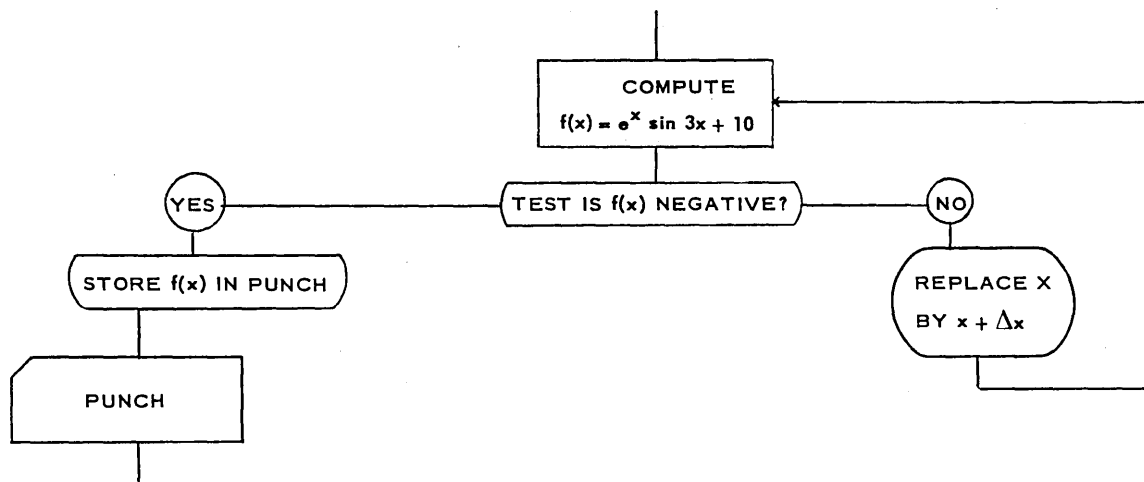 COMPUTE
f(x) = e^x sin 3x + 10
TEST IS f(x) NEGATIVE?
YES
NO
STORE f(x) IN PUNCH
REPLACE X
BY x + Δx
PUNCH